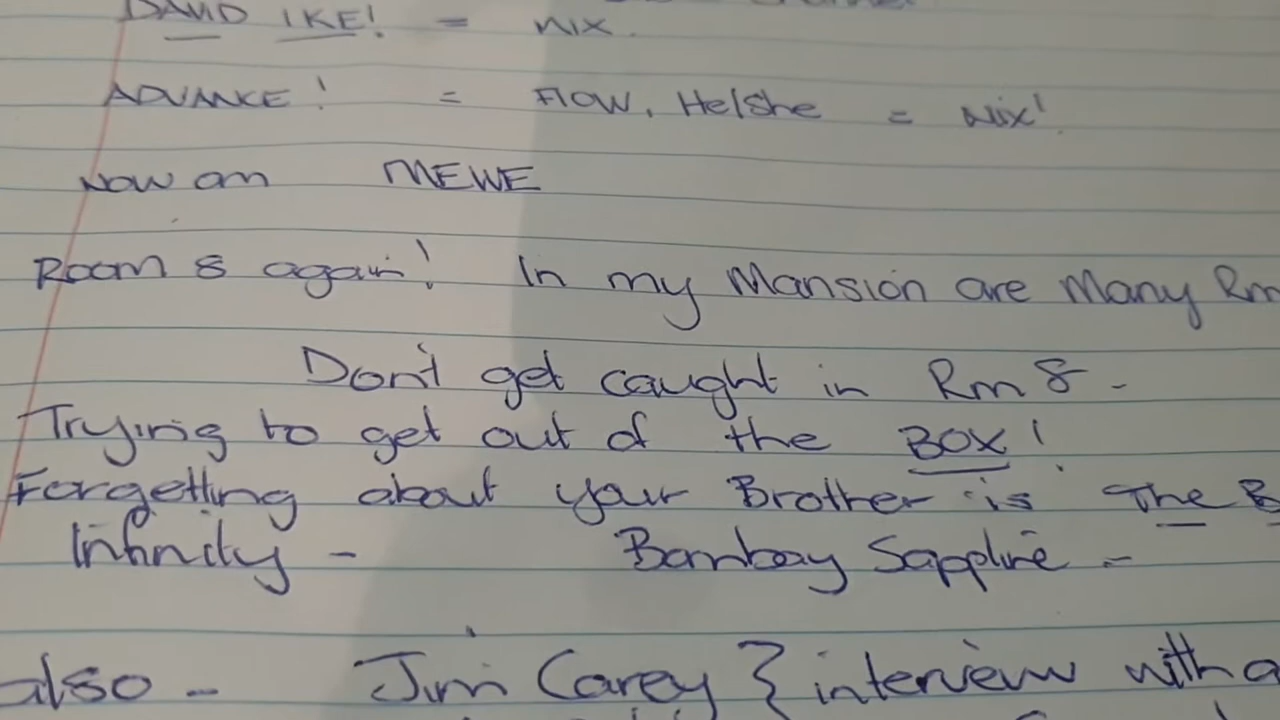 DAVID IKE! = nix.
ADVANCE! = Flow, He/She = Nix!
Now on MEWE
Room 8 again! In my Mansion are Many Rm
Don't get caught in Rm 8 -
Trying to get out of the BOX!
Forgetting about your Brother is The B
Infinity - Bombay Sapphire -
also - Jim Carey } interview with a